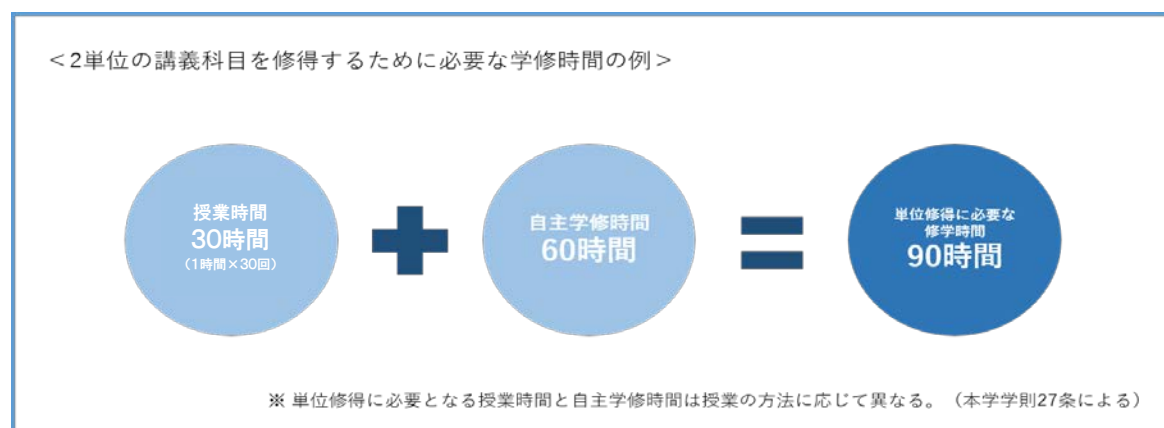 ＜2単位の講義科目を修得するために必要な学修時間の例＞
授業時間
30時間
（1時間×30回）
自主学修時間
60時間
単位修得に必要な
修学時間
90時間
※ 単位修得に必要となる授業時間と自主学修時間は授業の方法に応じて異なる。（本学学則27条による）